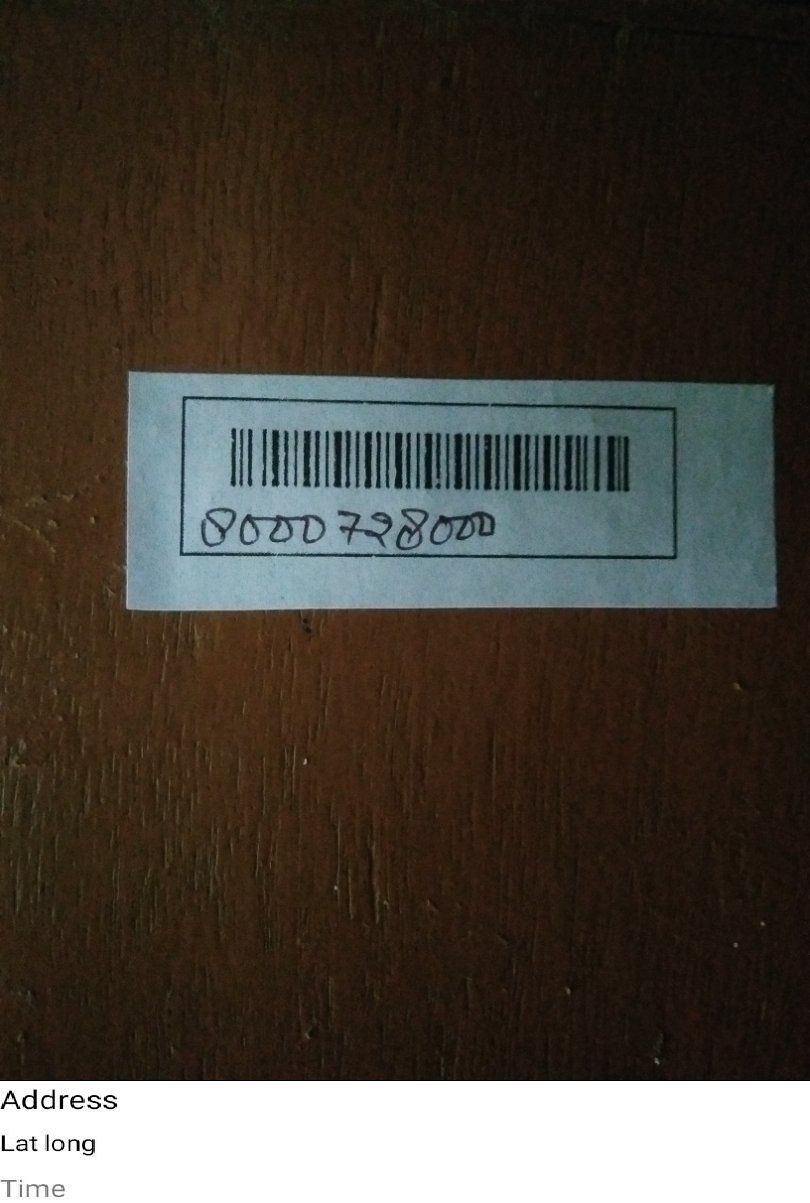 8000728000
Address
Lat long
Time